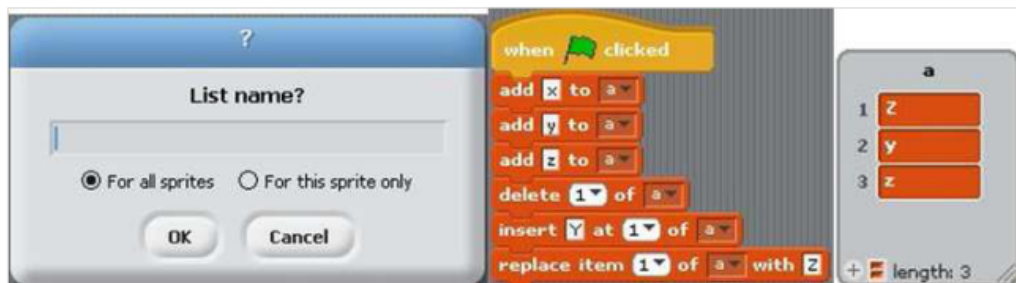 ?
List name?
For all sprites For this sprite only
OK Cancel
when clicked
add x to a
add y to a
add z to a
delete 1 of a
insert Y at 1 of a
replace item 1 of a with Z
a
1 Z
2 y
3 z
+ = length: 3